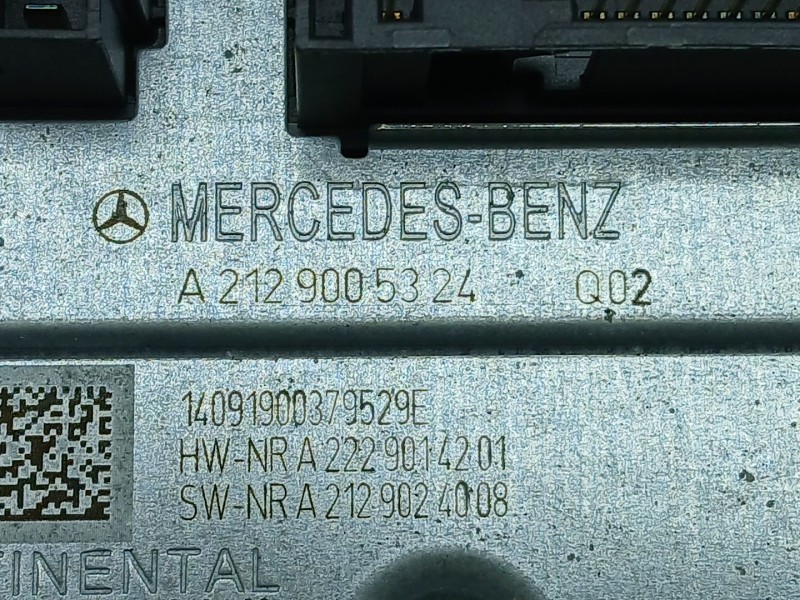 MERCEDES-BENZ
A 212 900 53 24 Q02
14091900379529E
HW-NR A 222 901 42 01
SW-NR A 212 902 40 08
TINENTAL